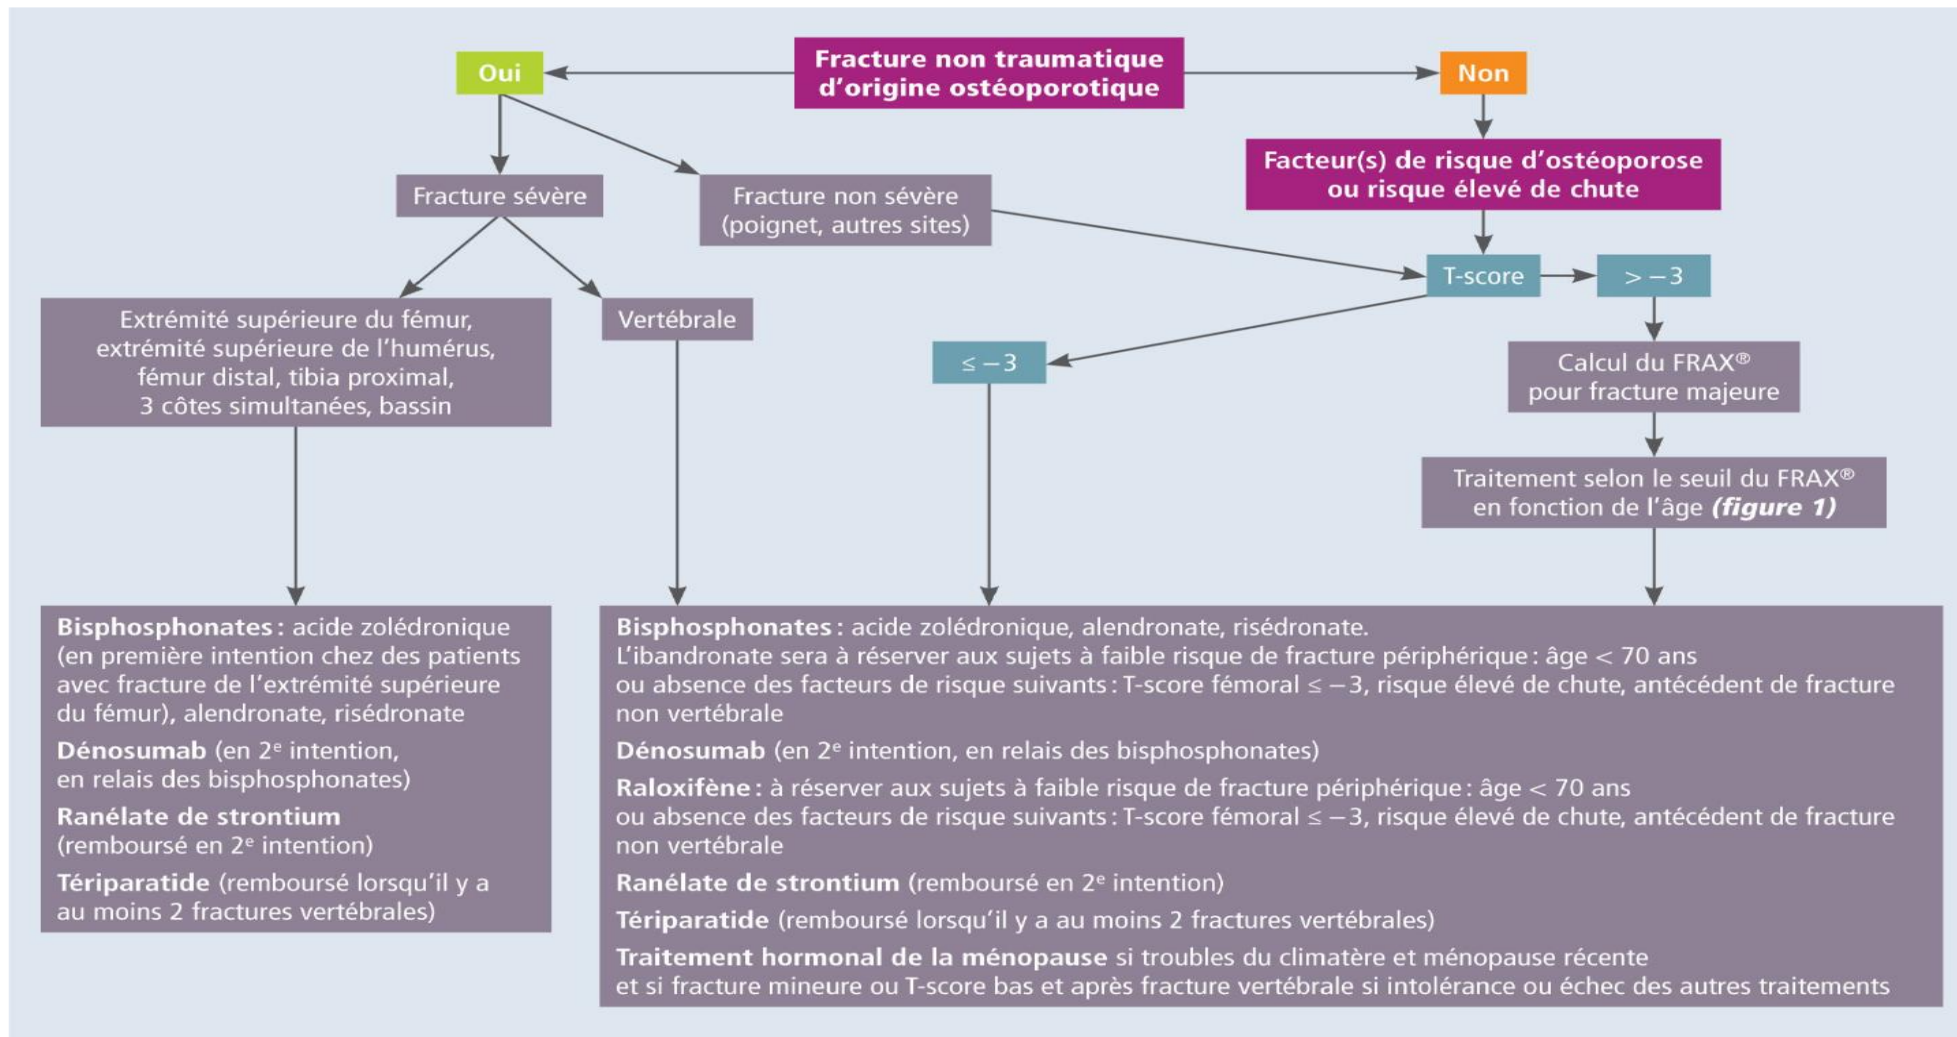 Fracture non traumatique
d’origine ostéoporotique
Oui
Non
Facteur(s) de risque d’ostéoporose
ou risque élevé de chute
Fracture sévère
Fracture non sévère
(poignet, autres sites)
T-score
> −3
Extrémité supérieure du fémur,
extrémité supérieure de l’humérus,
fémur distal, tibia proximal,
3 côtes simultanées, bassin
Vertébrale
≤ −3
Calcul du FRAX®
pour fracture majeure
Traitement selon le seuil du FRAX®
en fonction de l’âge (figure 1)
Bisphosphonates : acide zolédronique
(en première intention chez des patients
avec fracture de l’extrémité supérieure
du fémur), alendronate, risédronate
Dénosumab (en 2e intention,
en relais des bisphosphonates)
Ranélate de strontium
(remboursé en 2e intention)
Tériparatide (remboursé lorsqu’il y a
au moins 2 fractures vertébrales)
Bisphosphonates : acide zolédronique, alendronate, risédronate.
L’ibandronate sera à réserver aux sujets à faible risque de fracture périphérique : âge < 70 ans
ou absence des facteurs de risque suivants : T-score fémoral ≤ −3, risque élevé de chute, antécédent de fracture
non vertébrale
Dénosumab (en 2e intention, en relais des bisphosphonates)
Raloxifène : à réserver aux sujets à faible risque de fracture périphérique : âge < 70 ans
ou absence des facteurs de risque suivants : T-score fémoral ≤ −3, risque élevé de chute, antécédent de fracture
non vertébrale
Ranélate de strontium (remboursé en 2e intention)
Tériparatide (remboursé lorsqu’il y a au moins 2 fractures vertébrales)
Traitement hormonal de la ménopause si troubles du climatère et ménopause récente
et si fracture mineure ou T-score bas et après fracture vertébrale si intolérance ou échec des autres traitements